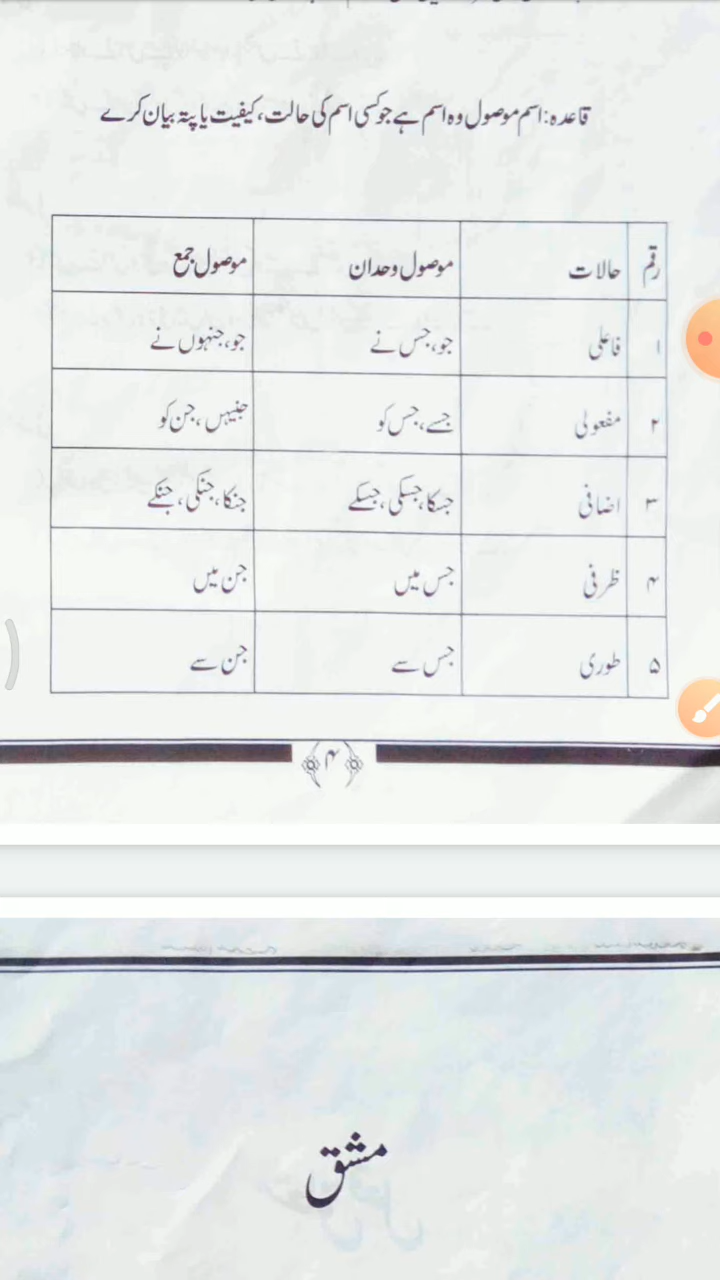 قاعدہ: اسم موصول وہ اسم ہے جو کسی اسم کی حالت، کیفیت یا پتہ بیان کرے
رقم حالات موصول وحدان موصول جمع
۱ فاعلی جو، جس نے جو، جنہوں نے
۲ مفعولی جسے، جس کو جنہیں، جن کو
۳ اضافی جسکا، جسکی، جسکے جنکا، جنکی، جنکے
۴ ظرفی جس میں جن میں
۵ طوری جس سے جن سے
۴
مشق